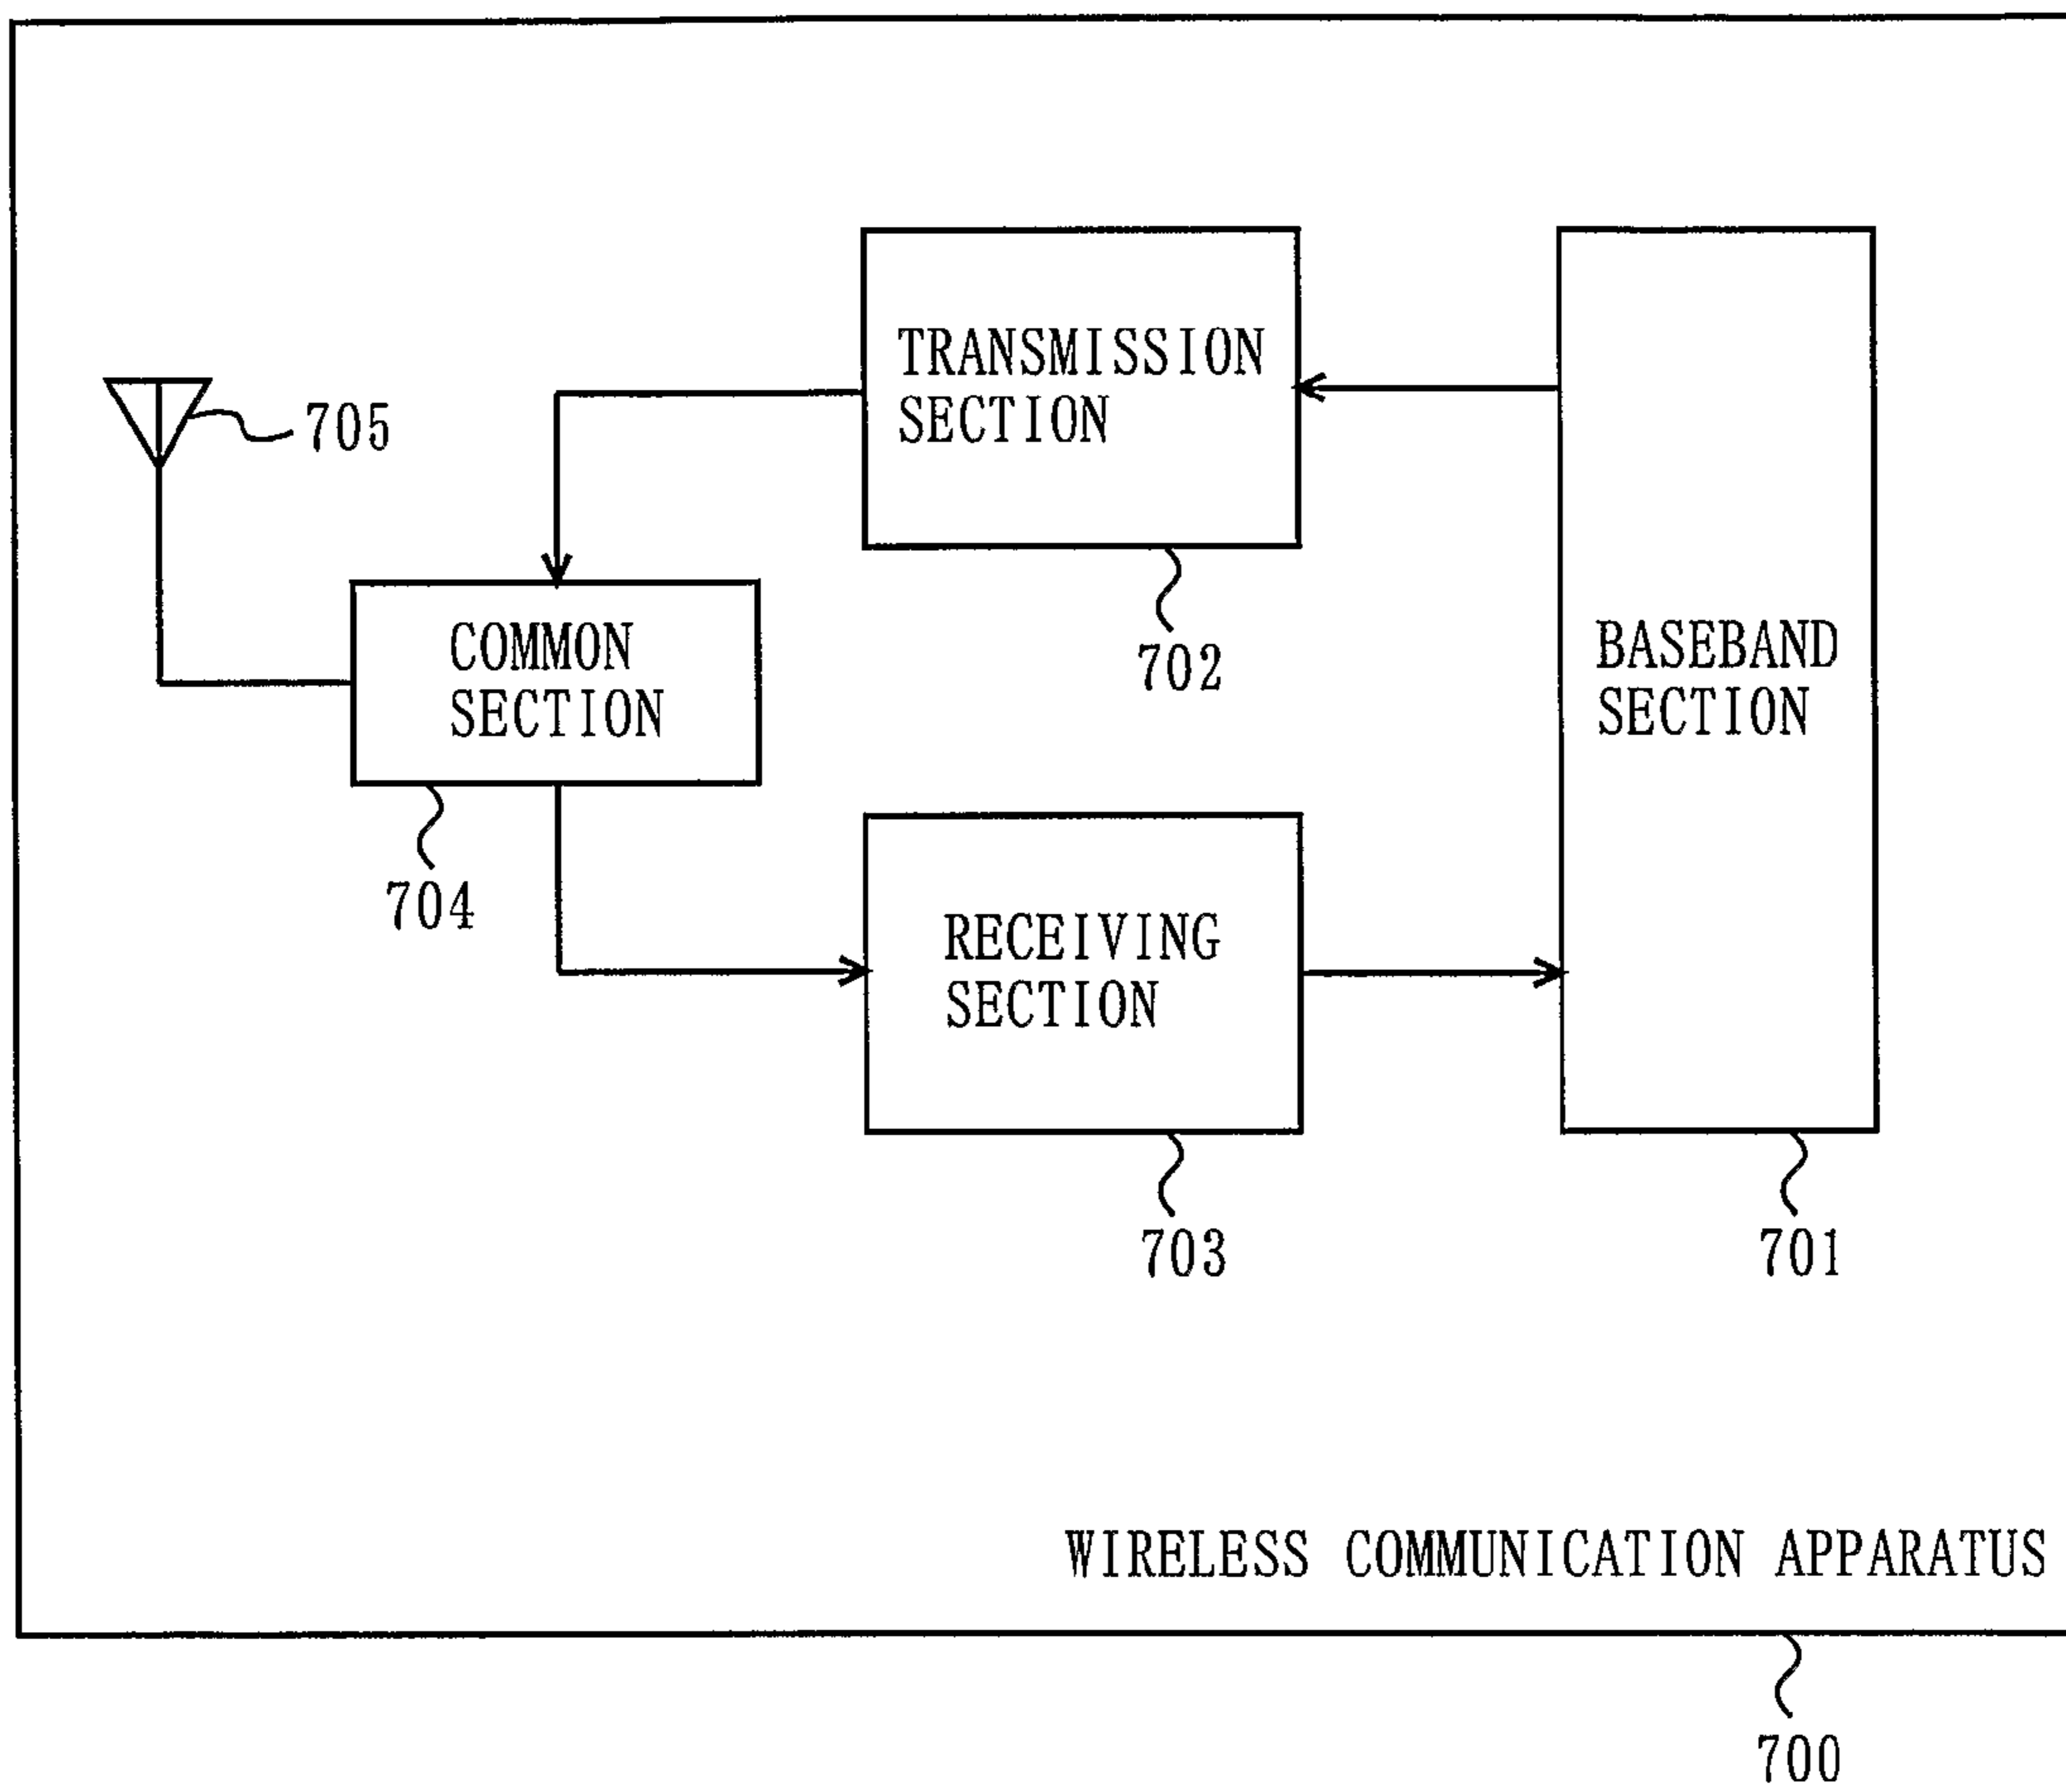 TRANSMISSION
SECTION
702
705
COMMON
SECTION
704
BASEBAND
SECTION
701
RECEIVING
SECTION
703
WIRELESS COMMUNICATION APPARATUS
700